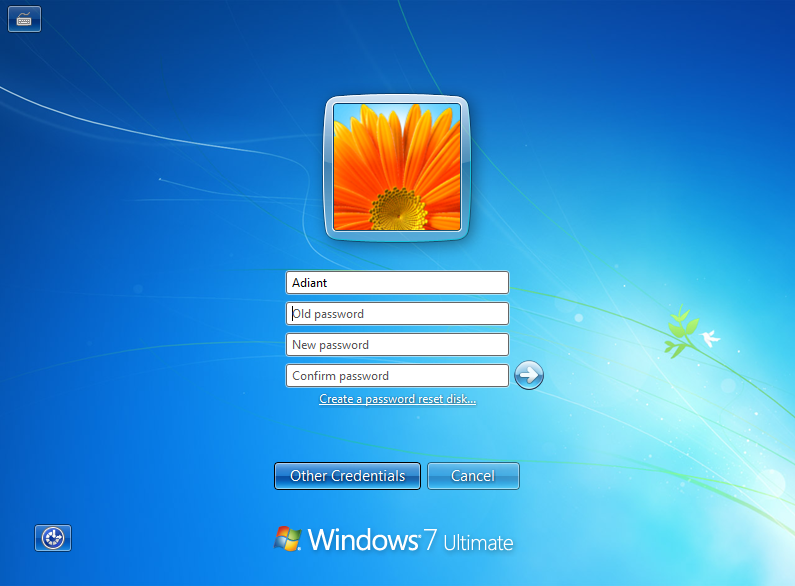 Adiant
Old password
New password
Confirm password
Create a password reset disk...
Other Credentials
Cancel
Windows 7 Ultimate